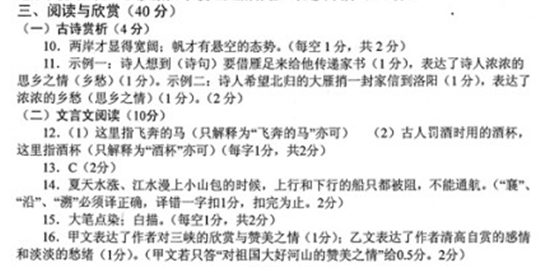 三、阅读与欣赏（40 分）
（一）古诗赏析（4 分）
10．两岸才显得宽阔；帆才有悬空的态势。（每空 1 分，共 2 分）
11．示例一：诗人想到（诗句）要借雁足来给他传递家书（1 分），表达了诗人浓浓的
思乡之情（乡愁）（1 分）。示例二：诗人希望北归的大雁捎一封家信到洛阳（1 分），表达了
浓浓的乡愁（思乡之情）（1 分）。（2 分）
（二）文言文阅读（10分）
12．（1）这里指飞奔的马（只解释为“飞奔的马”亦可） （2）古人罚酒时用的酒杯，
这里指酒杯（只解释为“酒杯”亦可）（每字1分，共2分）
13．C（2分）
14．夏天水涨、江水漫上小山包的时候，上行和下行的船只都被阻，不能通航。（“襄”、
“沿”、“溯”必须译正确，译错一字扣1分，扣完为止。2分）
15．大笔点染；白描。（每空1分，共2分）
16．甲文表达了作者对三峡的欣赏与赞美之情（1分）；乙文表达了作者清高自赏的感情
和淡淡的愁绪（1分）。（甲文若只答“对祖国大好河山的赞美之情”给0.5分。2分）